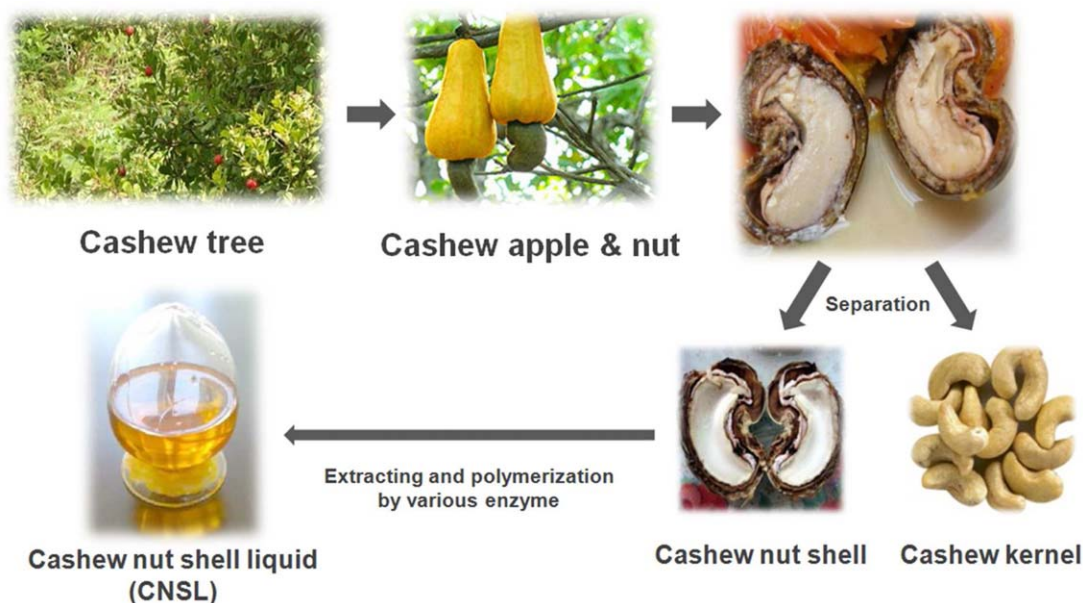 Cashew tree
Cashew apple & nut
Separation
Extracting and polymerization
by various enzyme
Cashew nut shell liquid
(CNSL)
Cashew nut shell
Cashew kernel